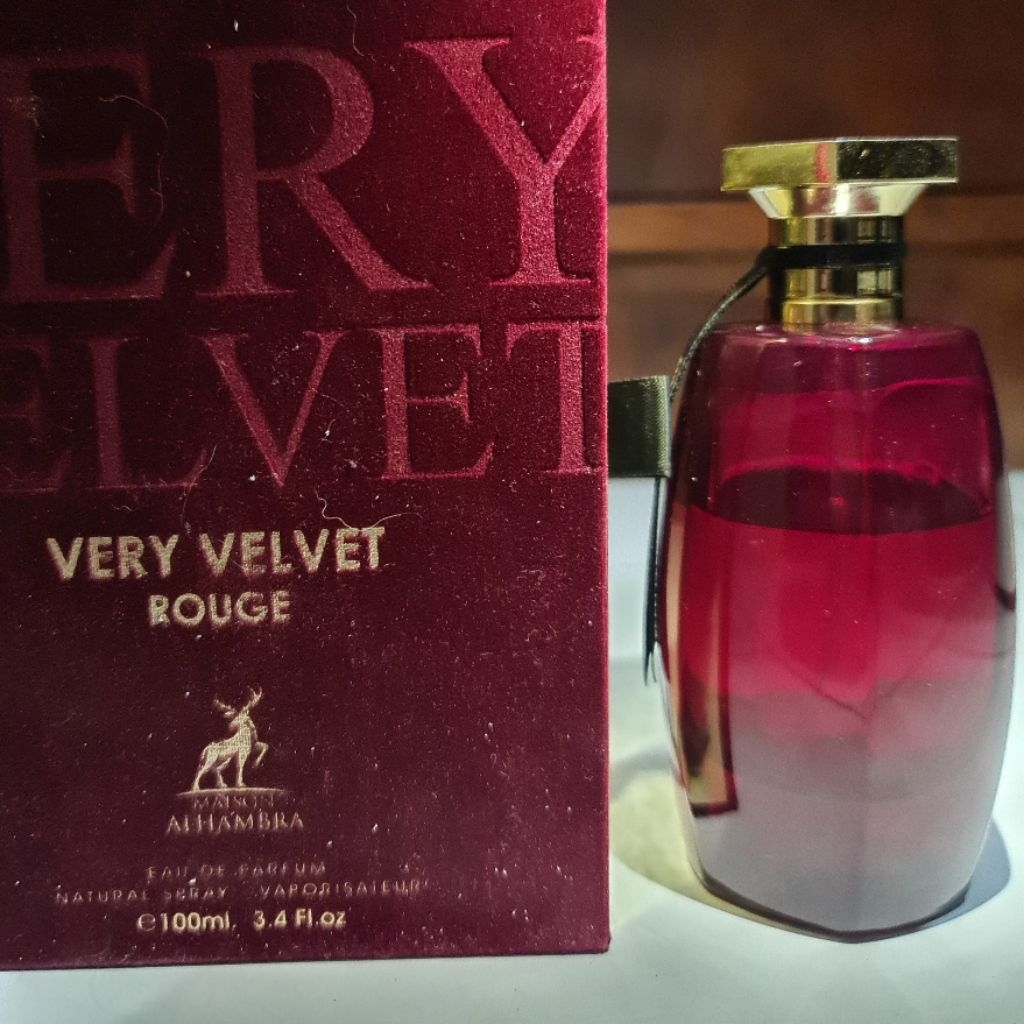 ERY
ELVET
VERY VELVET
ROUGE
MAISON
ALHAMBRA
EAU DE PARFUM
NATURAL SPRAY VAPORISATEUR
℮100ml. 3.4 Fl.oz